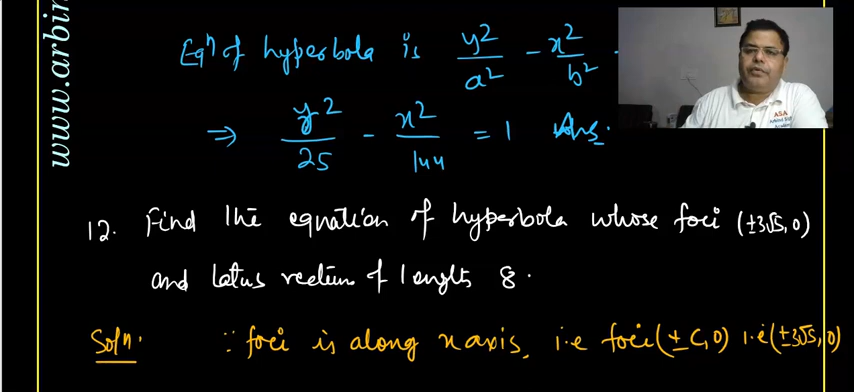 www.arbin
Eqⁿ of hyperbola is y²/a² - x²/b²
⇒ y²/25 - x²/144 = 1 Ans.
ASA
12. Find the equation of hyperbola whose foci (±3√5, 0)
and latus rectum of length 8.
Solⁿ. ∵ foci is along x axis, i.e foci (± c, 0) i.e (±3√5, 0)